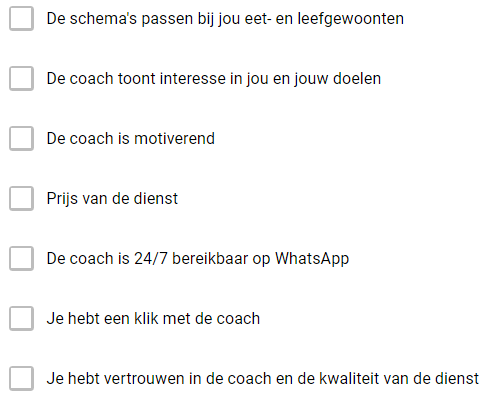 De schema's passen bij jou eet- en leefgewoonten
De coach toont interesse in jou en jouw doelen
De coach is motiverend
Prijs van de dienst
De coach is 24/7 bereikbaar op WhatsApp
Je hebt een klik met de coach
Je hebt vertrouwen in de coach en de kwaliteit van de dienst